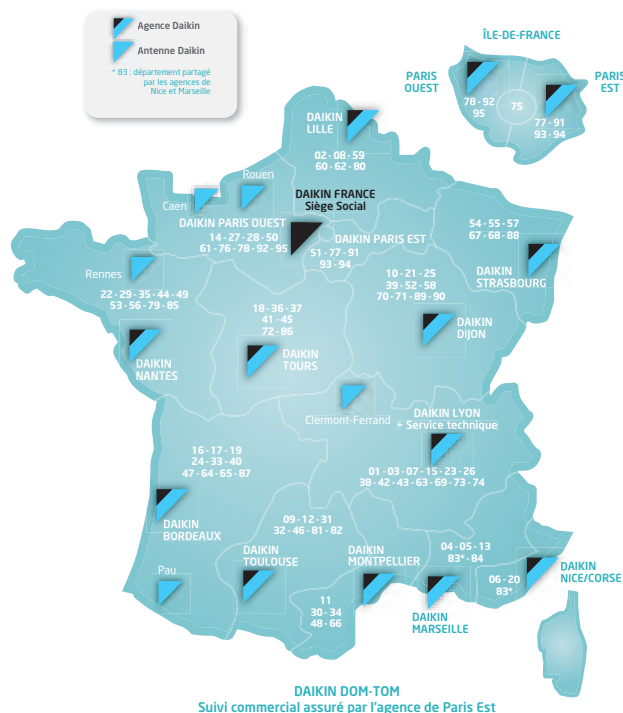 Agence Daikin
Antenne Daikin
* 83 : département partagé
par les agences de
Nice et Marseille
ÎLE-DE-FRANCE
PARIS
OUEST
PARIS
EST
78 - 92
95
75
77 - 91
93 - 94
DAIKIN
LILLE
02 - 08 - 59
60 - 62 - 80
Rouen
Caen
DAIKIN FRANCE
Siège Social
DAIKIN PARIS OUEST
14 - 27 - 28 - 50
61 - 76 - 78 - 92 - 95
DAIKIN PARIS EST
51 - 77 - 91
93 - 94
54 - 55 - 57
67 - 68 - 88
DAIKIN
STRASBOURG
Rennes
22 - 29 - 35 - 44 - 49
53 - 56 - 79 - 85
DAIKIN
NANTES
18 - 36 - 37
41 - 45
72 - 86
DAIKIN
TOURS
10 - 21 - 25
39 - 52 - 58
70 - 71 - 89 - 90
DAIKIN
DIJON
Clermont-Ferrand
DAIKIN LYON
+ Service technique
01 - 03 - 07 - 15 - 23 - 26
38 - 42 - 43 - 63 - 69 - 73 - 74
16 - 17 - 19
24 - 33 - 40
47 - 64 - 65 - 87
DAIKIN
BORDEAUX
Pau
09 - 12 - 31
32 - 46 - 81 - 82
DAIKIN
TOULOUSE
DAIKIN
MONTPELLIER
11
30 - 34
48 - 66
04 - 05 - 13
83* - 84
DAIKIN
MARSEILLE
06 - 20
83*
DAIKIN
NICE/CORSE
DAIKIN DOM-TOM
Suivi commercial assuré par l'agence de Paris Est